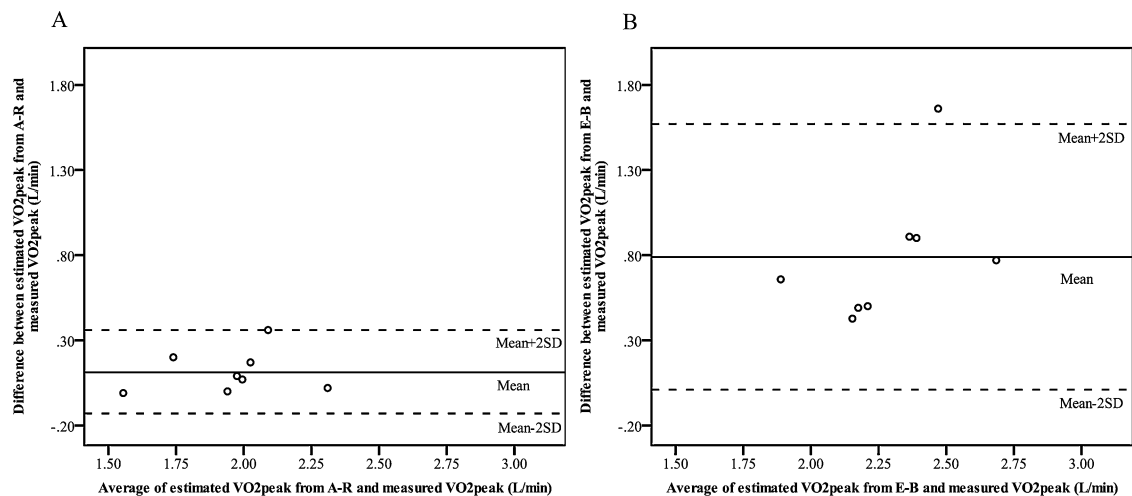 A
Difference between estimated VO2peak from A-R and
measured VO2peak (L/min)
1.80
1.30
.80
.30
-.20
Mean+2SD
Mean
Mean-2SD
1.50 1.75 2.00 2.25 2.50 2.75 3.00
Average of estimated VO2peak from A-R and measured VO2peak (L/min)
B
Difference between estimated VO2peak from E-B and
measured VO2peak (L/min)
1.80
1.30
.80
.30
-.20
Mean+2SD
Mean
Mean-2SD
1.50 1.75 2.00 2.25 2.50 2.75 3.00
Average of estimated VO2peak from E-B and measured VO2peak (L/min)